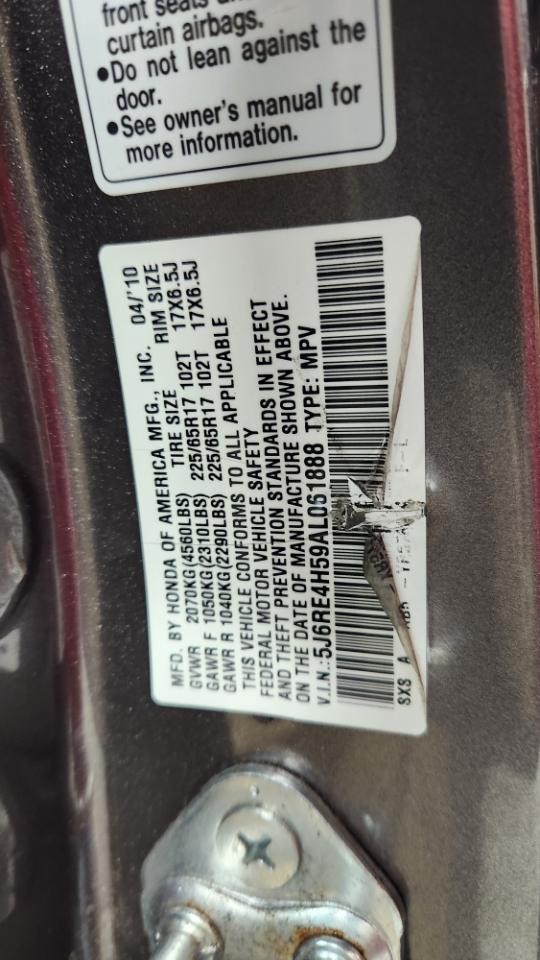 front seats
curtain airbags.
●Do not lean against the
door.
●See owner's manual for
more information.
MFD. BY HONDA OF AMERICA MFG., INC. 04/'10
TIRE SIZE RIM SIZE
GVWR 2070KG(4560LBS)
GAWR F 1050KG(2310LBS) 225/65R17 102T 17X6.5J
GAWR R 1040KG(2290LBS) 225/65R17 102T 17X6.5J
THIS VEHICLE CONFORMS TO ALL APPLICABLE
FEDERAL MOTOR VEHICLE SAFETY
AND THEFT PREVENTION STANDARDS IN EFFECT
ON THE DATE OF MANUFACTURE SHOWN ABOVE.
V.I.N.:5J6RE4H59AL061888 TYPE: MPV
SXS A